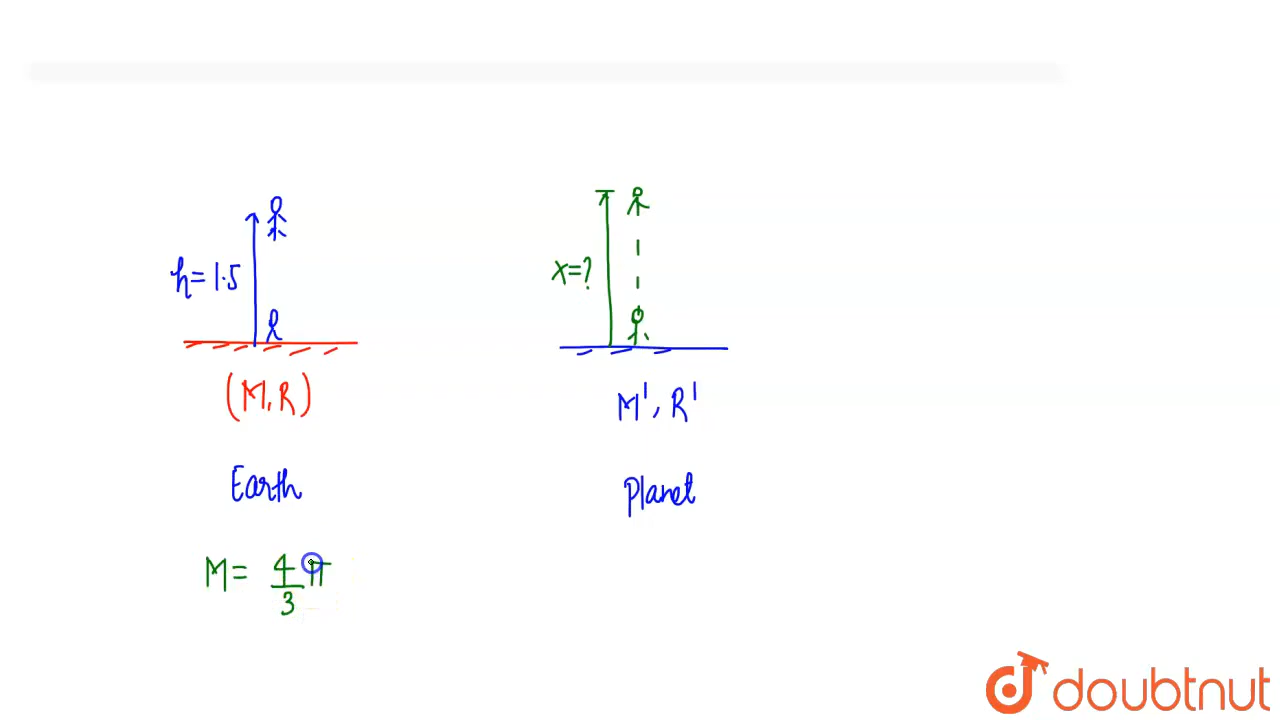 h = 1.5
x = ?
(M, R)
M', R'
Earth
Planet
M = 4/3 π
doubtnut